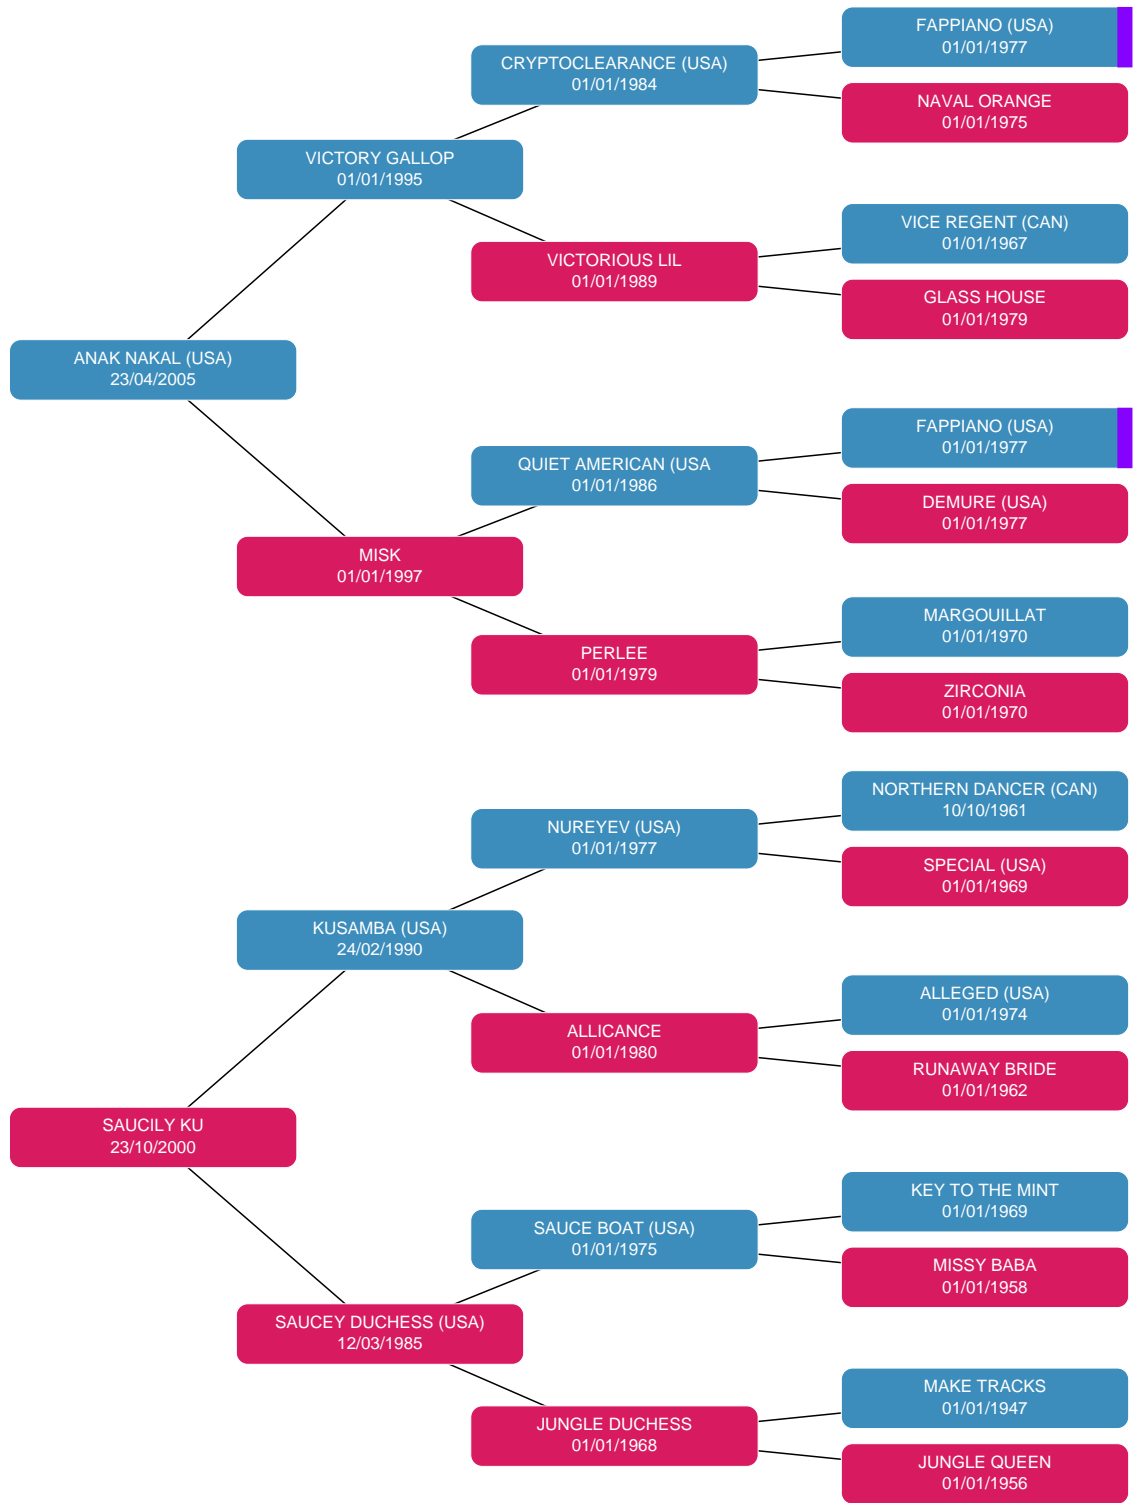 FAPPIANO (USA)
01/01/1977
CRYPTOCLEARANCE (USA)
01/01/1984
NAVAL ORANGE
01/01/1975
VICTORY GALLOP
01/01/1995
VICE REGENT (CAN)
01/01/1967
VICTORIOUS LIL
01/01/1989
GLASS HOUSE
01/01/1979
ANAK NAKAL (USA)
23/04/2005
FAPPIANO (USA)
01/01/1977
QUIET AMERICAN (USA
01/01/1986
DEMURE (USA)
01/01/1977
MISK
01/01/1997
MARGOUILLAT
01/01/1970
PERLEE
01/01/1979
ZIRCONIA
01/01/1970
NORTHERN DANCER (CAN)
10/10/1961
NUREYEV (USA)
01/01/1977
SPECIAL (USA)
01/01/1969
KUSAMBA (USA)
24/02/1990
ALLEGED (USA)
01/01/1974
ALLICANCE
01/01/1980
RUNAWAY BRIDE
01/01/1962
SAUCILY KU
23/10/2000
KEY TO THE MINT
01/01/1969
SAUCE BOAT (USA)
01/01/1975
MISSY BABA
01/01/1958
SAUCEY DUCHESS (USA)
12/03/1985
MAKE TRACKS
01/01/1947
JUNGLE DUCHESS
01/01/1968
JUNGLE QUEEN
01/01/1956